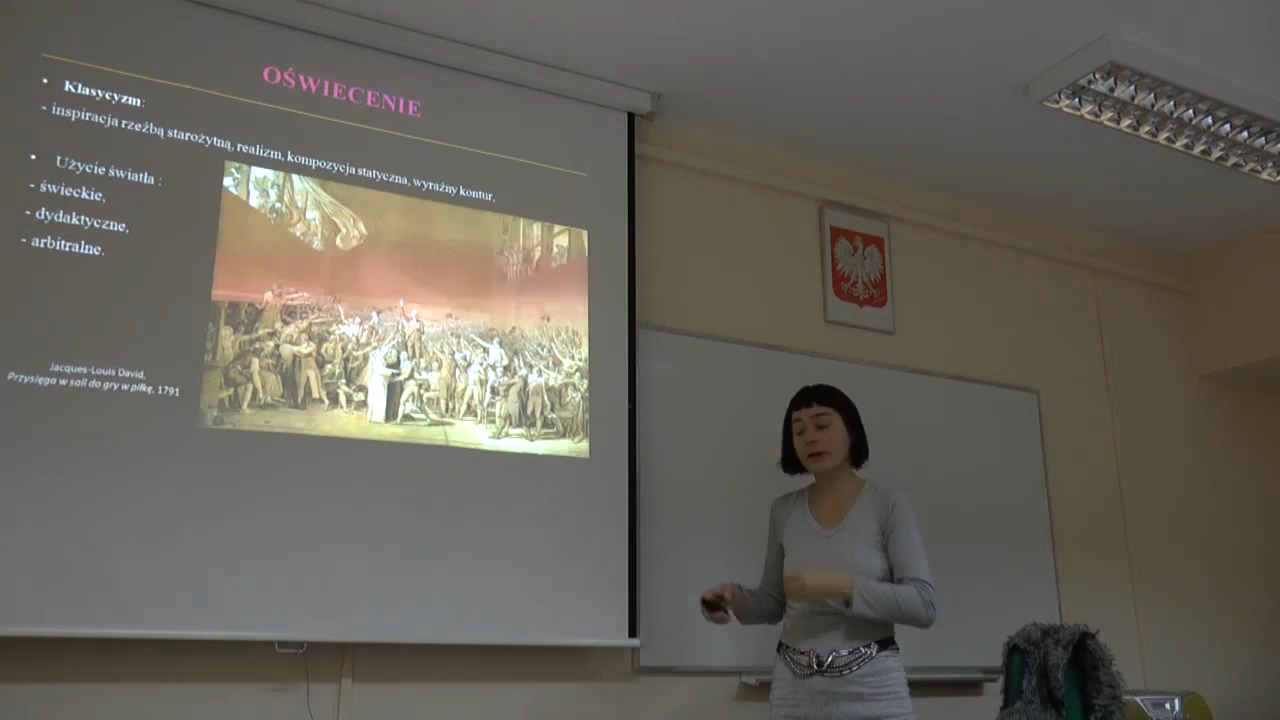 OŚWIECENIE
• Klasycyzm:
- inspiracja rzeźbą starożytną, realizm, kompozycja statyczna, wyraźny kontur,
• Użycie światła :
- świeckie,
- dydaktyczne,
- arbitralne.
Jacques-Louis David,
Przysięga w sali do gry w piłkę, 1791